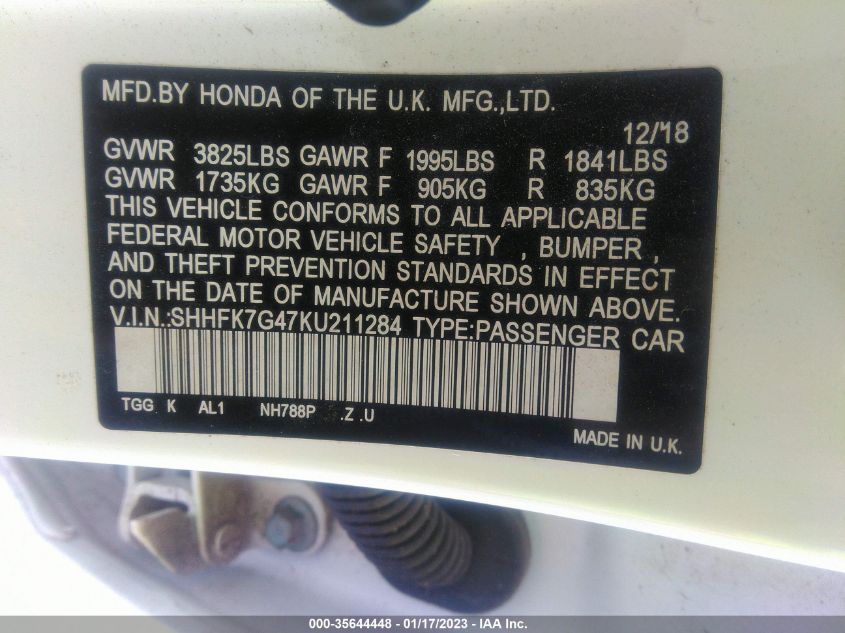 MFD.BY HONDA OF THE U.K. MFG.,LTD.
12/18
GVWR 3825LBS GAWR F 1995LBS R 1841LBS
GVWR 1735KG GAWR F 905KG R 835KG
THIS VEHICLE CONFORMS TO ALL APPLICABLE
FEDERAL MOTOR VEHICLE SAFETY , BUMPER ,
AND THEFT PREVENTION STANDARDS IN EFFECT
ON THE DATE OF MANUFACTURE SHOWN ABOVE.
V.I.N.:SHHFK7G47KU211284 TYPE:PASSENGER CAR
TGG K AL1 NH788P .Z .U
MADE IN U.K.
000-35644448 - 01/17/2023 - IAA Inc.